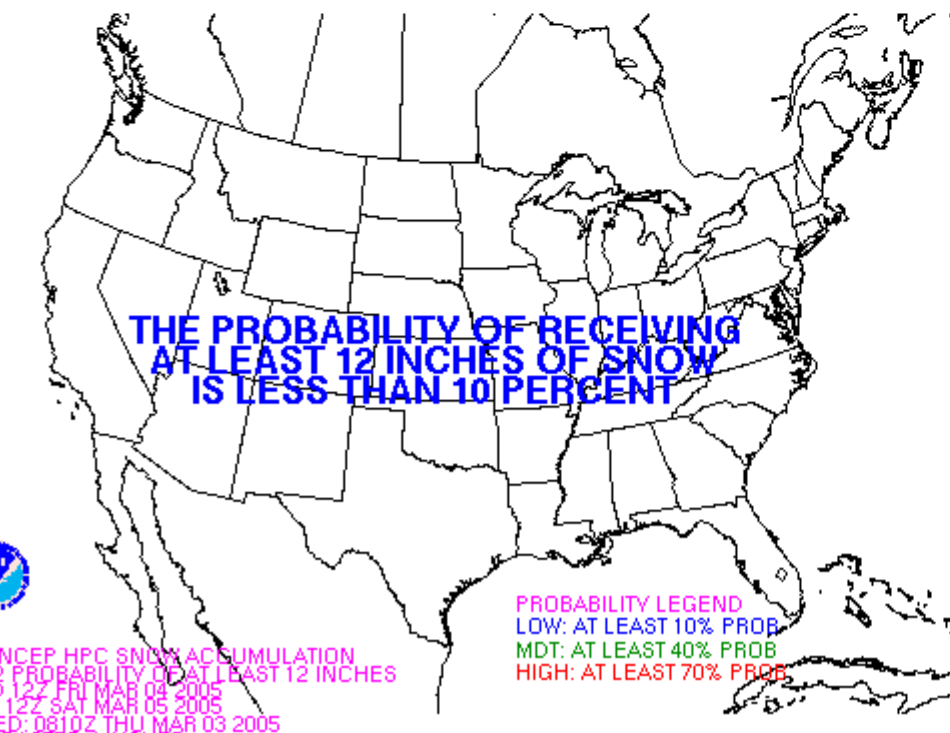 THE PROBABILITY OF RECEIVING
AT LEAST 12 INCHES OF SNOW
IS LESS THAN 10 PERCENT
PROBABILITY LEGEND
LOW: AT LEAST 10% PROB
MDT: AT LEAST 40% PROB
HIGH: AT LEAST 70% PROB
NCEP HPC SNOW ACCUMULATION
PROBABILITY OF AT LEAST 12 INCHES
12Z FRI MAR 04 2005
12Z SAT MAR 05 2005
0810Z THU MAR 03 2005